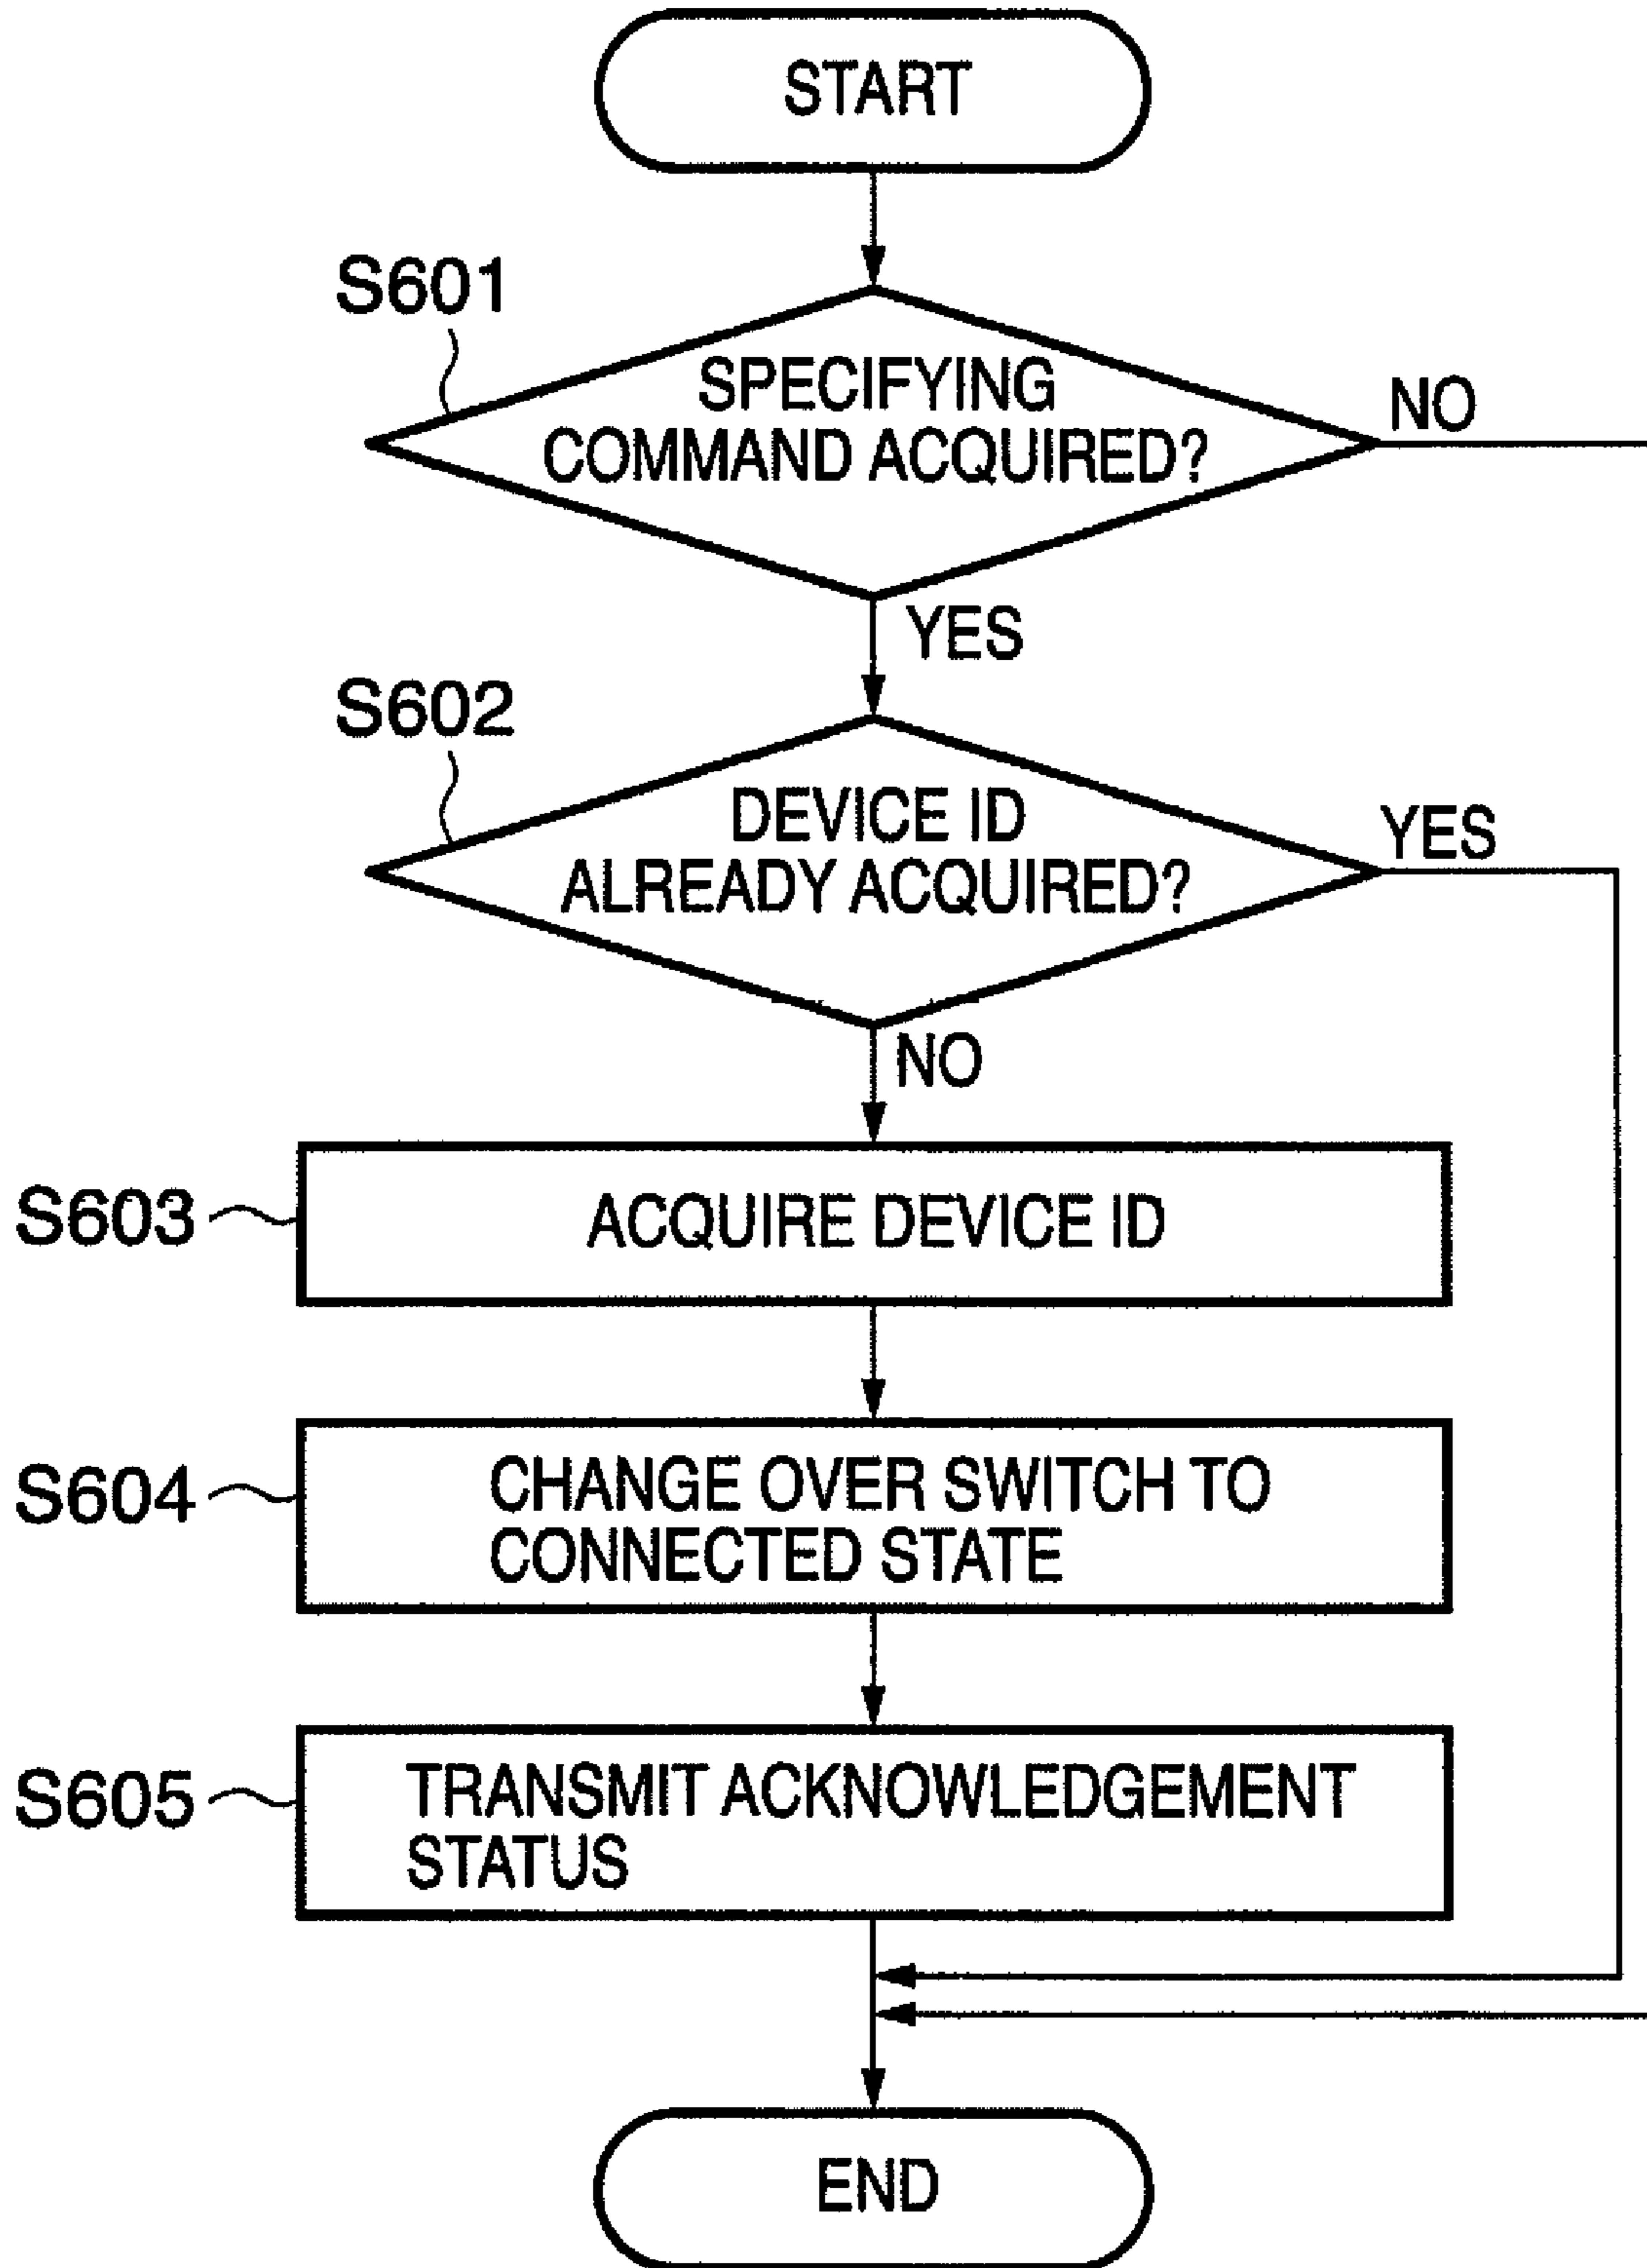 START
S601
SPECIFYING
COMMAND ACQUIRED?
NO
YES
S602
DEVICE ID
ALREADY ACQUIRED?
YES
NO
S603
ACQUIRE DEVICE ID
S604
CHANGE OVER SWITCH TO
CONNECTED STATE
S605
TRANSMIT ACKNOWLEDGEMENT
STATUS
END